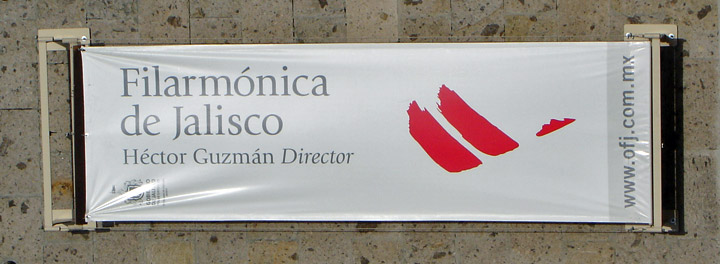 Filarmónica
de Jalisco
Héctor Guzmán Director
www.ofj.com.mx